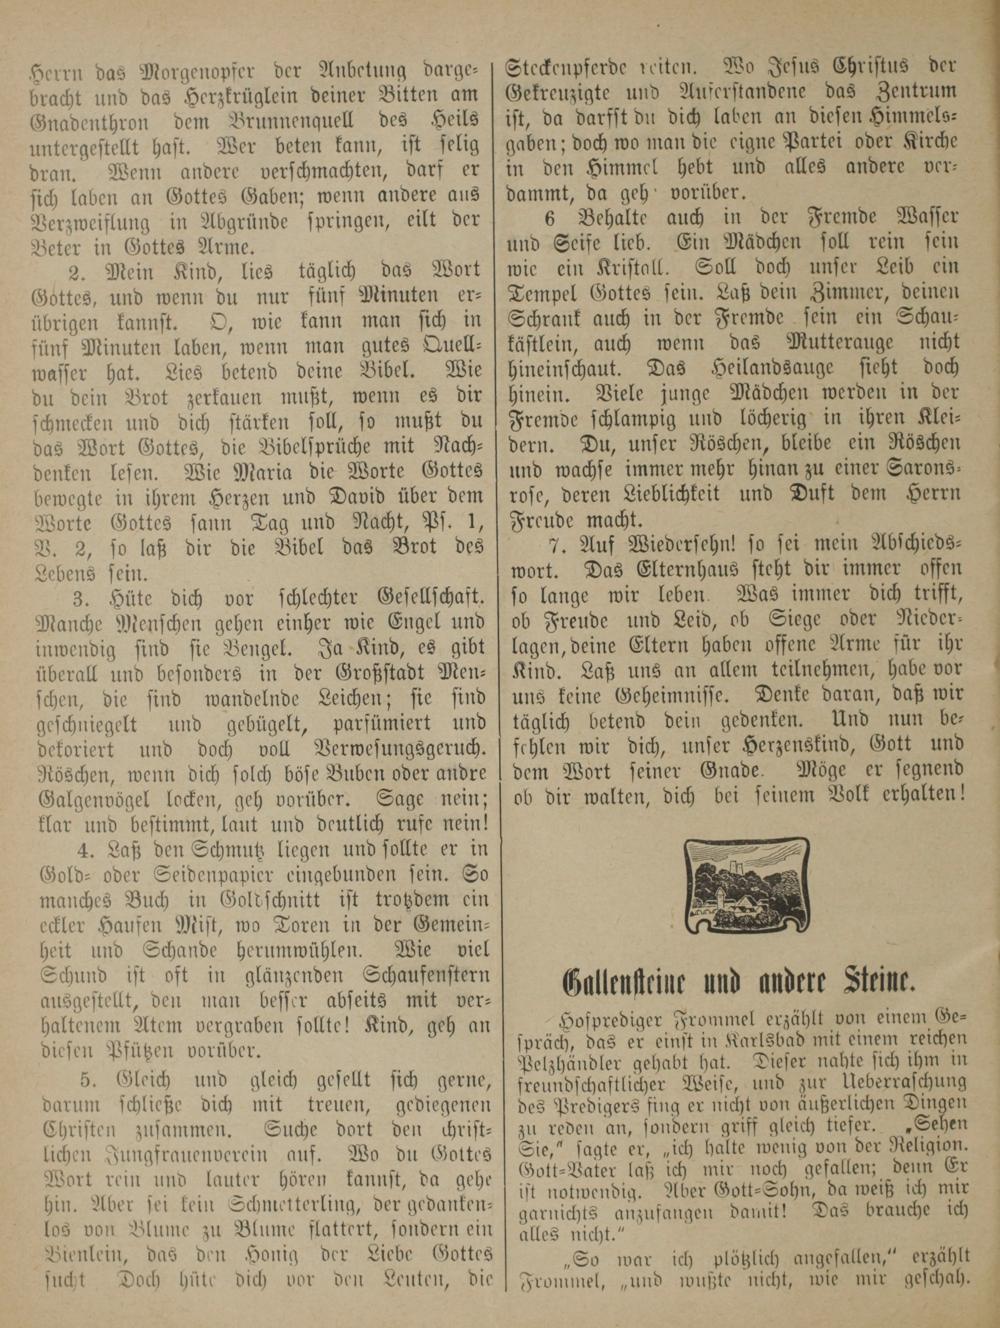 Herrn das Morgenopfer der Anbetung darge-
bracht und das Herzkrüglein deiner Bitten am
Gnadenthron dem Brunnenquell des Heils
untergestellt hast. Wer beten kann, ist selig
dran. Wenn andere verschmachten, darf er
sich laben an Gottes Gaben; wenn andere aus
Verzweiflung in Abgründe springen, eilt der
Beter in Gottes Arme.
2. Mein Kind, lies täglich das Wort
Gottes, und wenn du nur fünf Minuten er-
übrigen kannst. O, wie kann man sich in
fünf Minuten laben, wenn man gutes Quell-
wasser hat. Lies betend deine Bibel. Wie
du dein Brot zerkauen mußt, wenn es dir
schmecken und dich stärken soll, so mußt du
das Wort Gottes, die Bibelsprüche mit Nach-
denken lesen. Wie Maria die Worte Gottes
bewegte in ihrem Herzen und David über dem
Worte Gottes sann Tag und Nacht, Ps. 1,
V. 2, so laß dir die Bibel das Brot des
Lebens sein.
3. Hüte dich vor schlechter Gesellschaft.
Manche Menschen gehen einher wie Engel und
inwendig sind sie Bengel. Ja Kind, es gibt
überall und besonders in der Großstadt Men-
schen, die sind wandelnde Leichen; sie sind
geschniegelt und gebügelt, parfümiert und
dekoriert und doch voll Verwesungsgeruch.
Röschen, wenn dich solch böse Buben oder andre
Galgenvögel locken, geh vorüber. Sage nein;
klar und bestimmt, laut und deutlich rufe nein!
4. Laß den Schmutz liegen und sollte er in
Gold- oder Seidenpapier eingebunden sein. So
manches Buch in Goldschnitt ist trotzdem ein
eckler Haufen Mist, wo Toren in der Gemein-
heit und Schande herumwühlen. Wie viel
Schund ist oft in glänzenden Schaufenstern
ausgestellt, den man besser abseits mit ver-
haltenem Atem vergraben sollte! Kind, geh an
diesen Pfützen vorüber.
5. Gleich und gleich gesellt sich gerne,
darum schließe dich mit treuen, gediegenen
Christen zusammen. Suche dort den christ-
lichen Jungfrauenverein auf. Wo du Gottes
Wort rein und lauter hören kannst, da gehe
hin. Aber sei kein Schmetterling, der gedanken-
los von Blume zu Blume flattert, sondern ein
Bienlein, das den Honig der Liebe Gottes
sucht Doch hüte dich vor den Leuten, die
Steckenpferde reiten. Wo Jesus Christus der
Gekreuzigte und Auferstandene das Zentrum
ist, da darfst du dich laben an diesen Himmels-
gaben; doch wo man die eigne Partei oder Kirche
in den Himmel hebt und alles andere ver-
dammt, da geh vorüber.
6 Behalte auch in der Fremde Wasser
und Seife lieb. Ein Mädchen soll rein sein
wie ein Kristall. Soll doch unser Leib ein
Tempel Gottes sein. Laß dein Zimmer, deinen
Schrank auch in der Fremde sein ein Schau-
kästlein, auch wenn das Mutterauge nicht
hineinschaut. Das Heilandsauge sieht doch
hinein. Viele junge Mädchen werden in der
Fremde schlampig und löcherig in ihren Klei-
dern. Du, unser Röschen, bleibe ein Röschen
und wachse immer mehr hinan zu einer Sarons-
rose, deren Lieblichkeit und Duft dem Herrn
Freude macht.
7. Auf Wiedersehn! so sei mein Abschieds-
wort. Das Elternhaus steht dir immer offen
so lange wir leben. Was immer dich trifft,
ob Freude und Leid, ob Siege oder Nieder-
lagen, deine Eltern haben offene Arme für ihr
Kind. Laß uns an allem teilnehmen, habe vor
uns keine Geheimnisse. Denke daran, daß wir
täglich betend dein gedenken. Und nun be-
fehlen wir dich, unser Herzenskind, Gott und
dem Wort seiner Gnade. Möge er segnend
ob dir walten, dich bei seinem Volk erhalten!
Gallensteine und andere Steine.
Hofprediger Frommel erzählt von einem Ge-
spräch, das er einst in Karlsbad mit einem reichen
Pelzhändler gehabt hat. Dieser nahte sich ihm in
freundschaftlicher Weise, und zur Ueberraschung
des Predigers fing er nicht von äußerlichen Dingen
zu reden an, sondern griff gleich tiefer. „Sehen
Sie,“ sagte er, „ich halte wenig von der Religion.
Gott-Vater laß ich mir noch gefallen; denn Er
ist notwendig. Aber Gott-Sohn, da weiß ich mir
garnichts anzufangen damit! Das brauche ich
alles nicht.“
„So war ich plötzlich angefallen,“ erzählt
Frommel, „und wußte nicht, wie mir geschah.